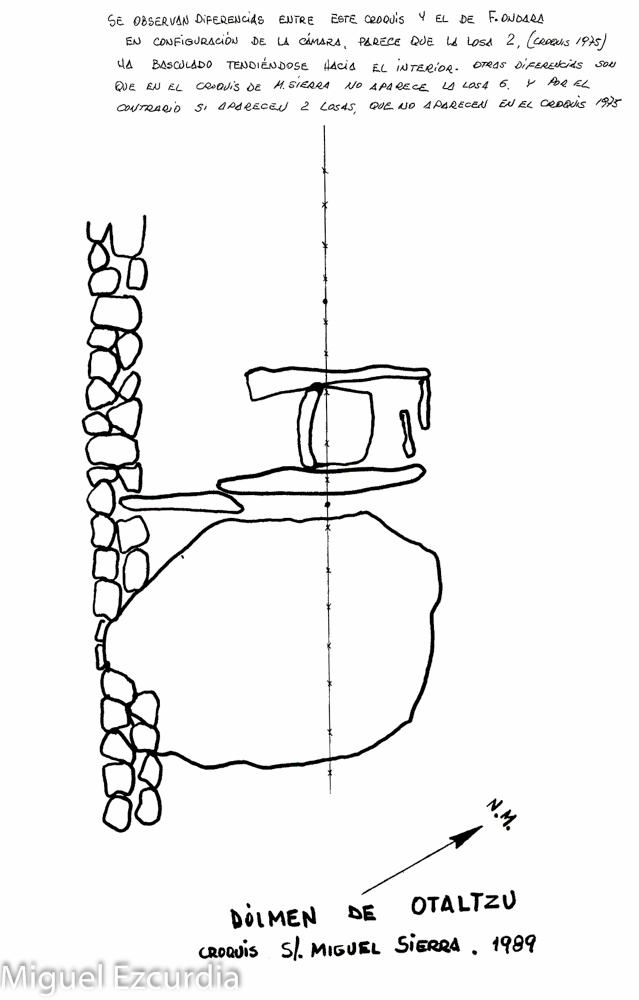 SE OBSERVAN DIFERENCIAS ENTRE ESTE CROQUIS Y EL DE F. ONDARA
EN CONFIGURACIÓN DE LA CÁMARA, PARECE QUE LA LOSA 2, (CROQUIS 1975)
HA BASCULADO TENDIÉNDOSE HACIA EL INTERIOR. OTRAS DIFERENCIAS SON
QUE EN EL CROQUIS DE M. SIERRA NO APARECE LA LOSA 6. Y POR EL
CONTRARIO SI APARECEN 2 LOSAS, QUE NO APARECEN EN EL CROQUIS 1975
N.M.
DÓLMEN DE OTALTZU
CROQUIS S/. MIGUEL SIERRA. 1989
Miguel Ezcurdia